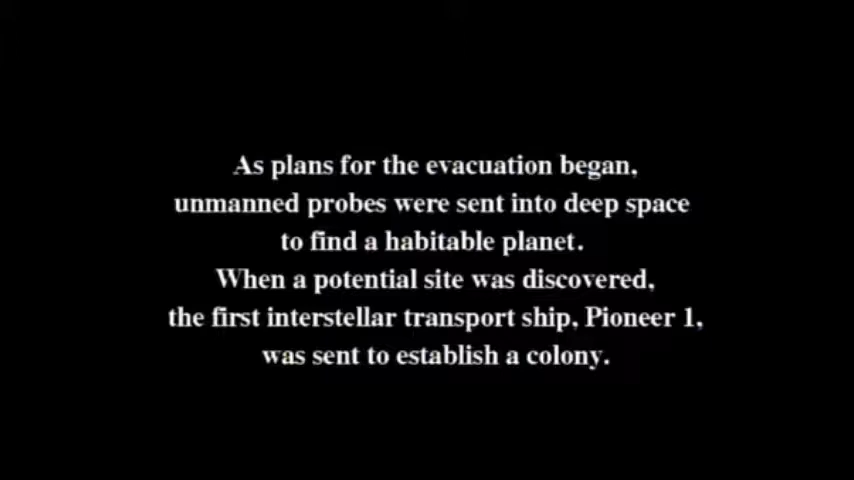 As plans for the evacuation began,
unmanned probes were sent into deep space
to find a habitable planet.
When a potential site was discovered,
the first interstellar transport ship, Pioneer 1,
was sent to establish a colony.